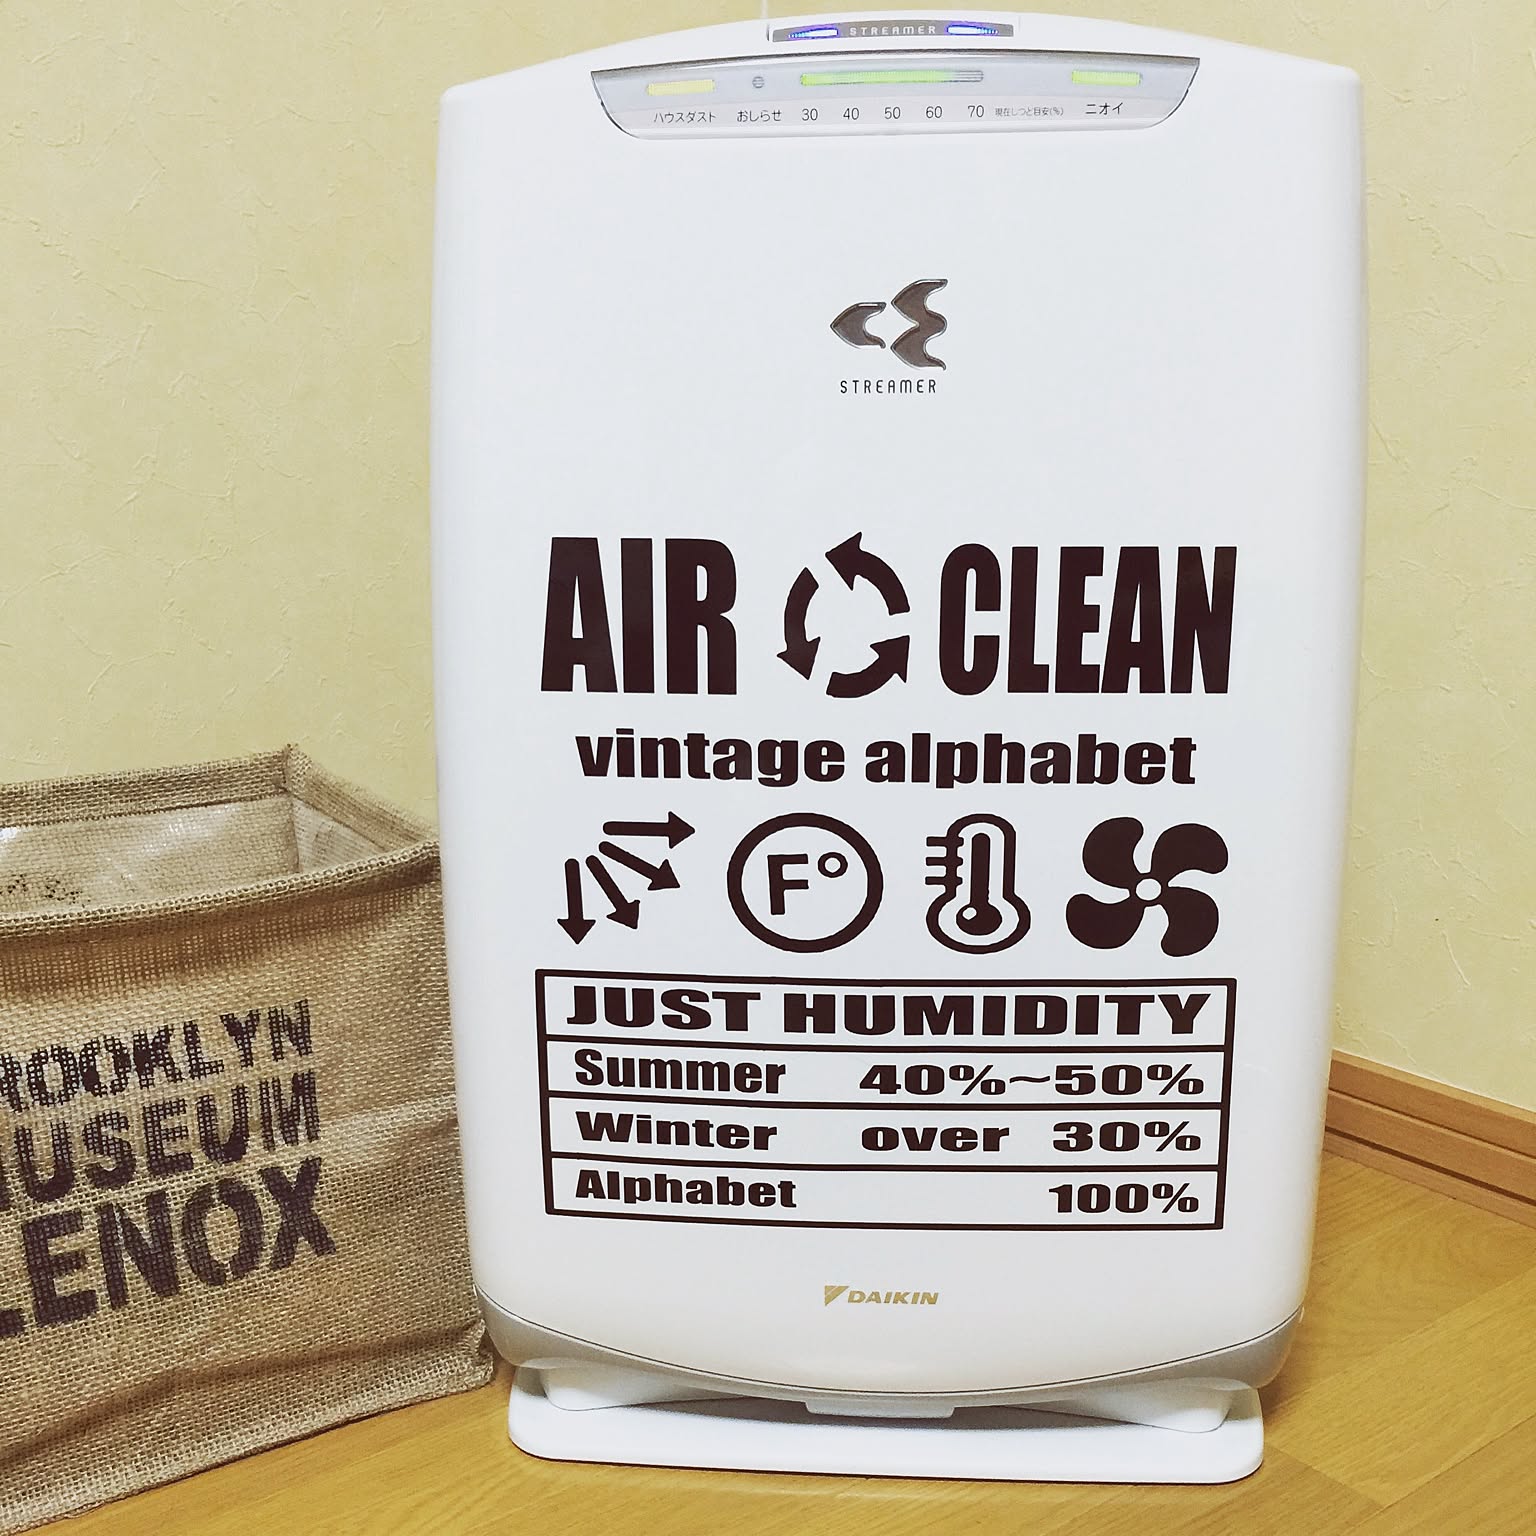 STREAMER
ハウスダスト おしらせ 30 40 50 60 70 現在しつど目安(%) ニオイ
STREAMER
AIR CLEAN
vintage alphabet
F°
JUST HUMIDITY
Summer 40%~50%
Winter over 30%
Alphabet 100%
DAIKIN
ROOKLYN
MUSEUM
LENOX